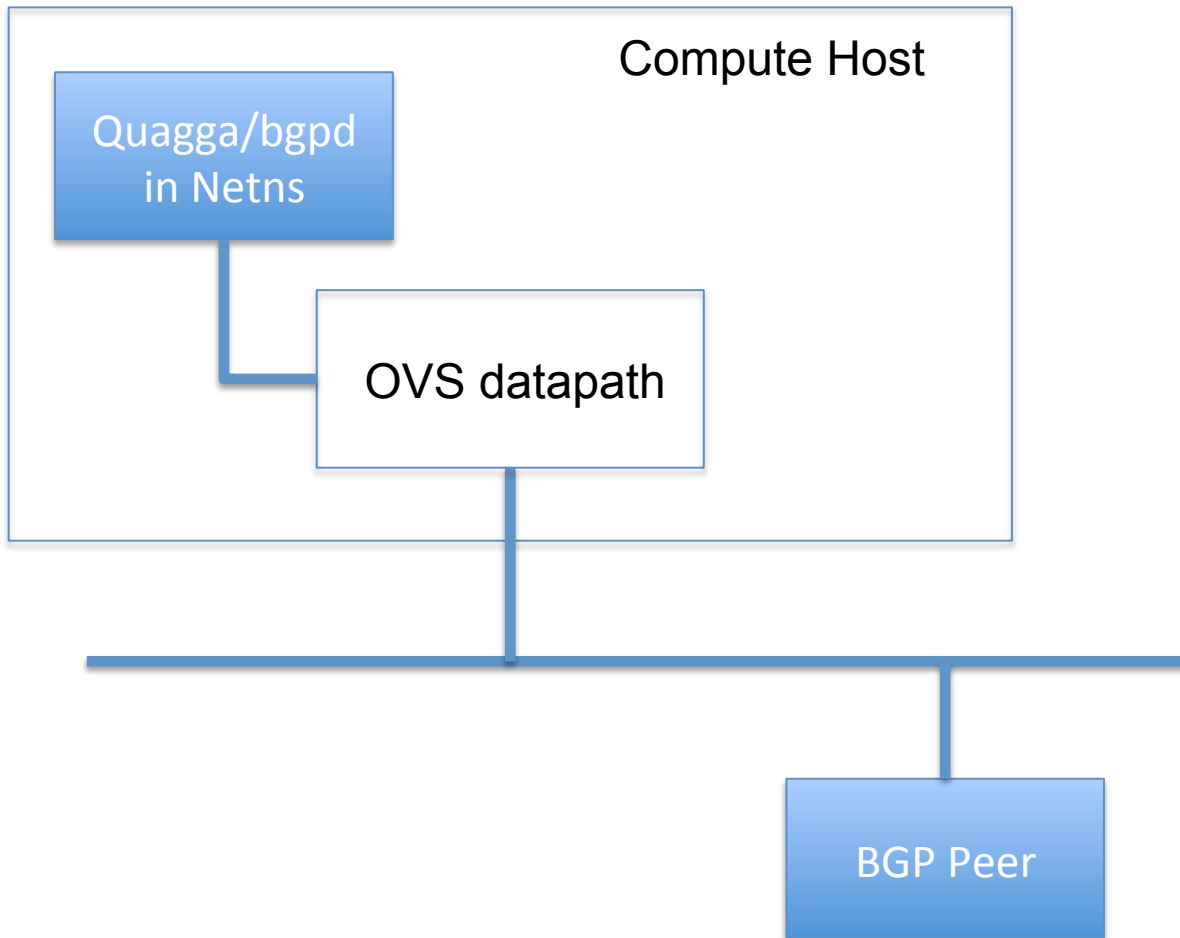 Compute Host
Quagga/bgpd
in Netns
OVS datapath
BGP Peer